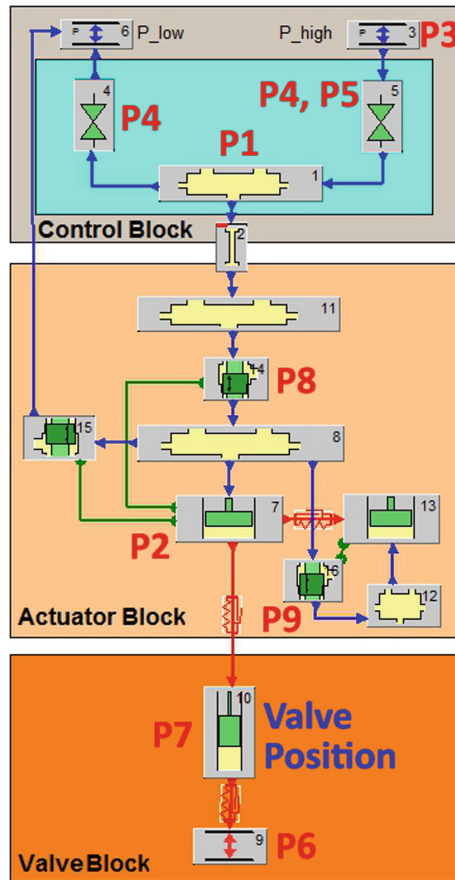 P
6
P_low
P_high
P
3
P3
4
P4
P4, P5
5
P1
1
Control Block
2
11
14
P8
15
8
7
13
P2
16
12
P9
Actuator Block
10
P7
Valve
Position
9
P6
Valve Block